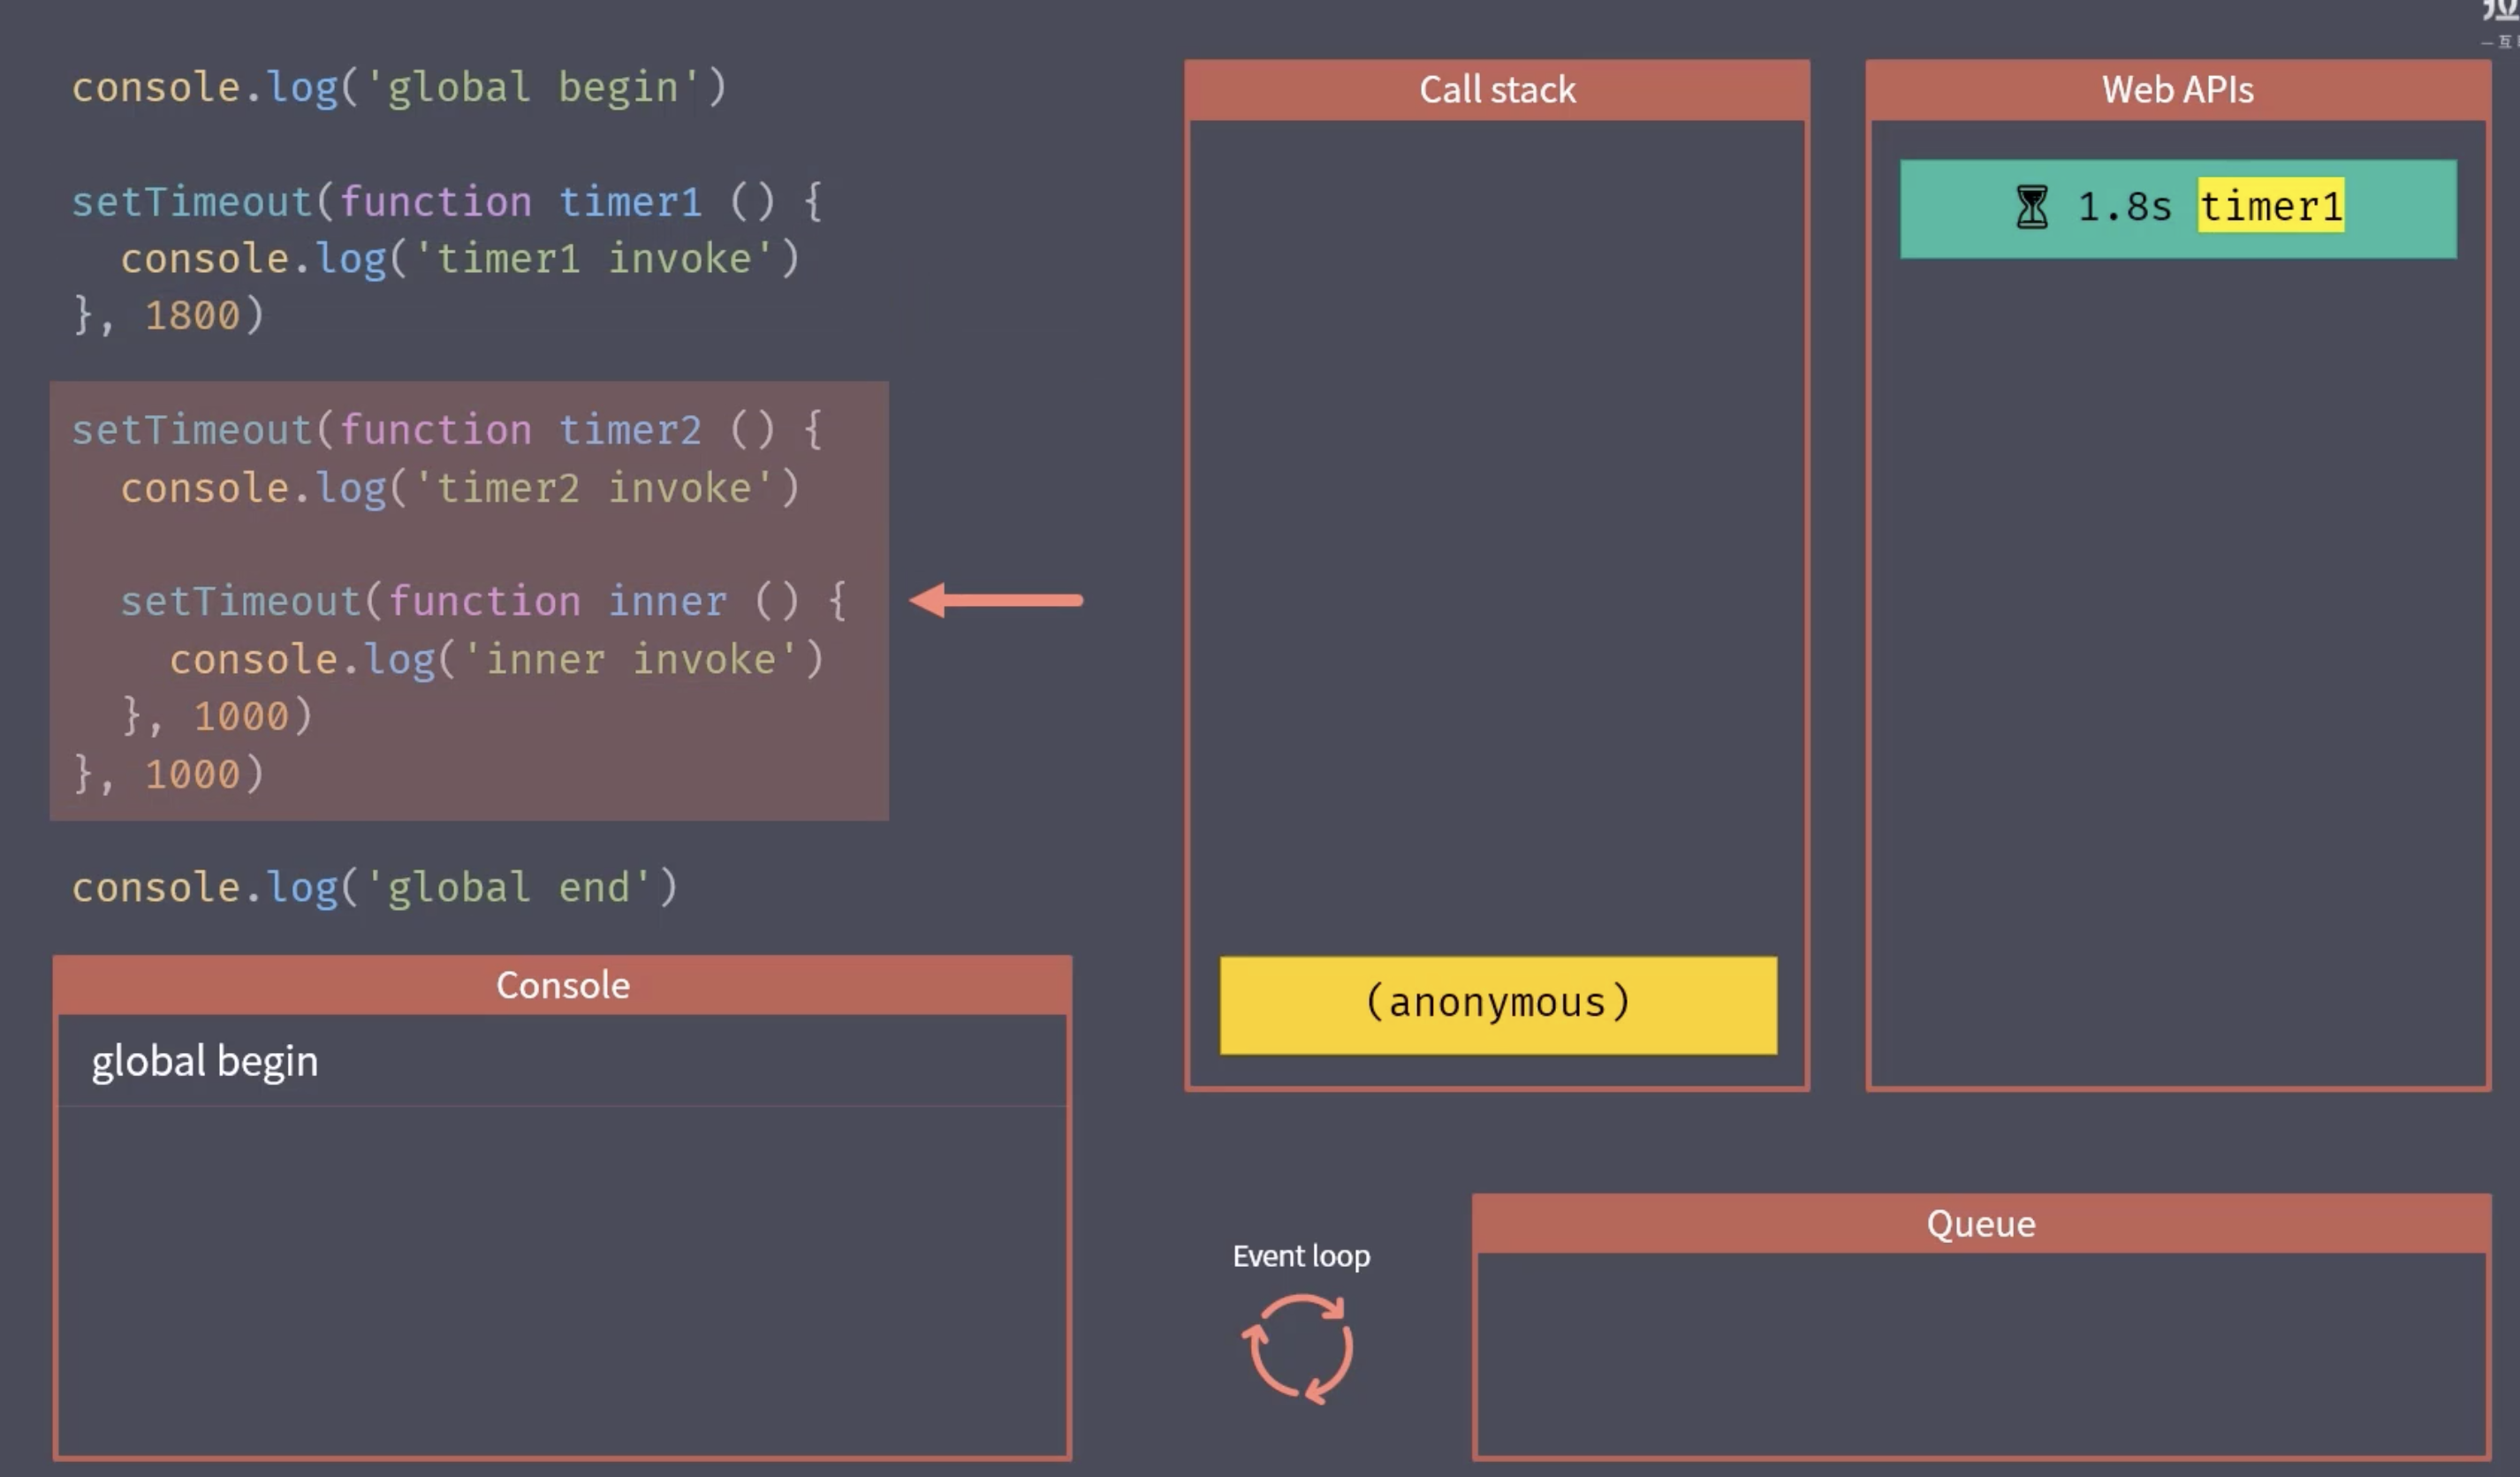 console.log('global begin')
setTimeout(function timer1 () {
  console.log('timer1 invoke')
}, 1800)
setTimeout(function timer2 () {
  console.log('timer2 invoke')
  setTimeout(function inner () {
    console.log('inner invoke')
  }, 1000)
}, 1000)
console.log('global end')
Console
global begin
Call stack
(anonymous)
Web APIs
1.8s timer1
Event loop
Queue